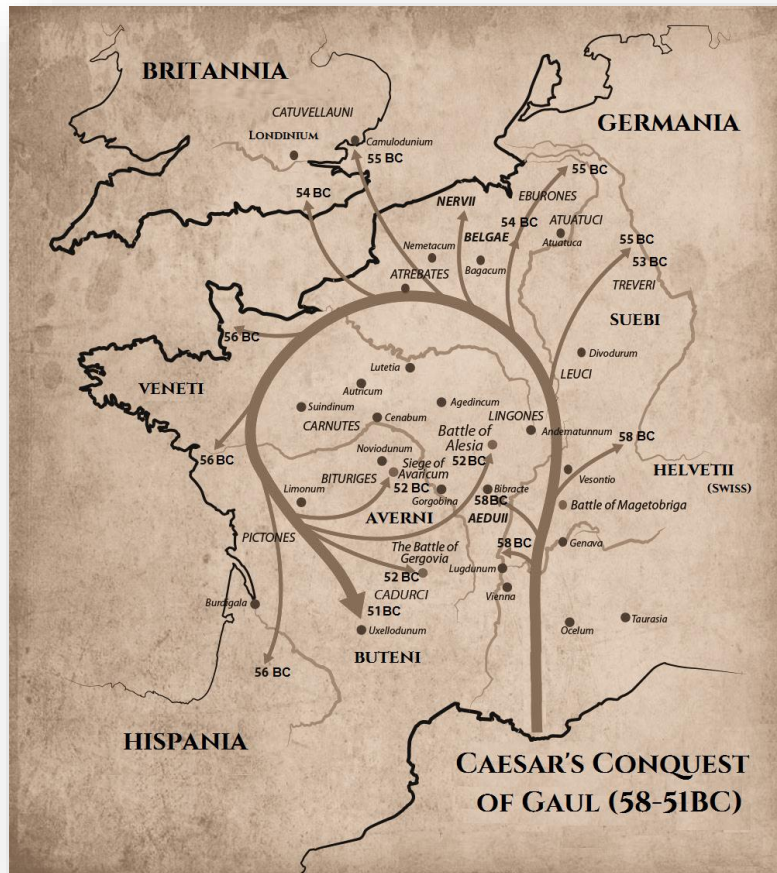 BRITANNIA
GERMANIA
CATUVELLAUNI
LONDINIUM
Camulodunium
55 BC
54 BC
NERVII
EBURONES
55 BC
54 BC
ATUATUCI
BELGAE
Atuatuca
55 BC
53 BC
Nemetacum
Bagacum
ATREBATES
TREVERI
SUEBI
56 BC
Divodurum
Lutetia
LEUCI
VENETI
Autricum
Suindinum
Agedincum
CARNUTES
Cenabum
LINGONES
Andematunnum
Battle of
Alesia
52 BC
58 BC
56 BC
Noviodunum
Siege of
Avaricum
52 BC
HELVETII
(SWISS)
Vesontio
BITURIGES
Limonum
Gorgobina
Bibracte
58 BC
AEDUII
Battle of Magetobriga
AVERNI
PICTONES
The Battle of
Gergovia
52 BC
58 BC
Genava
Lugdunum
Vienna
CADURCI
51 BC
Burdigala
Uxellodunum
Ocelum
Taurasia
BUTENI
56 BC
HISPANIA
CAESAR'S CONQUEST
OF GAUL (58-51BC)